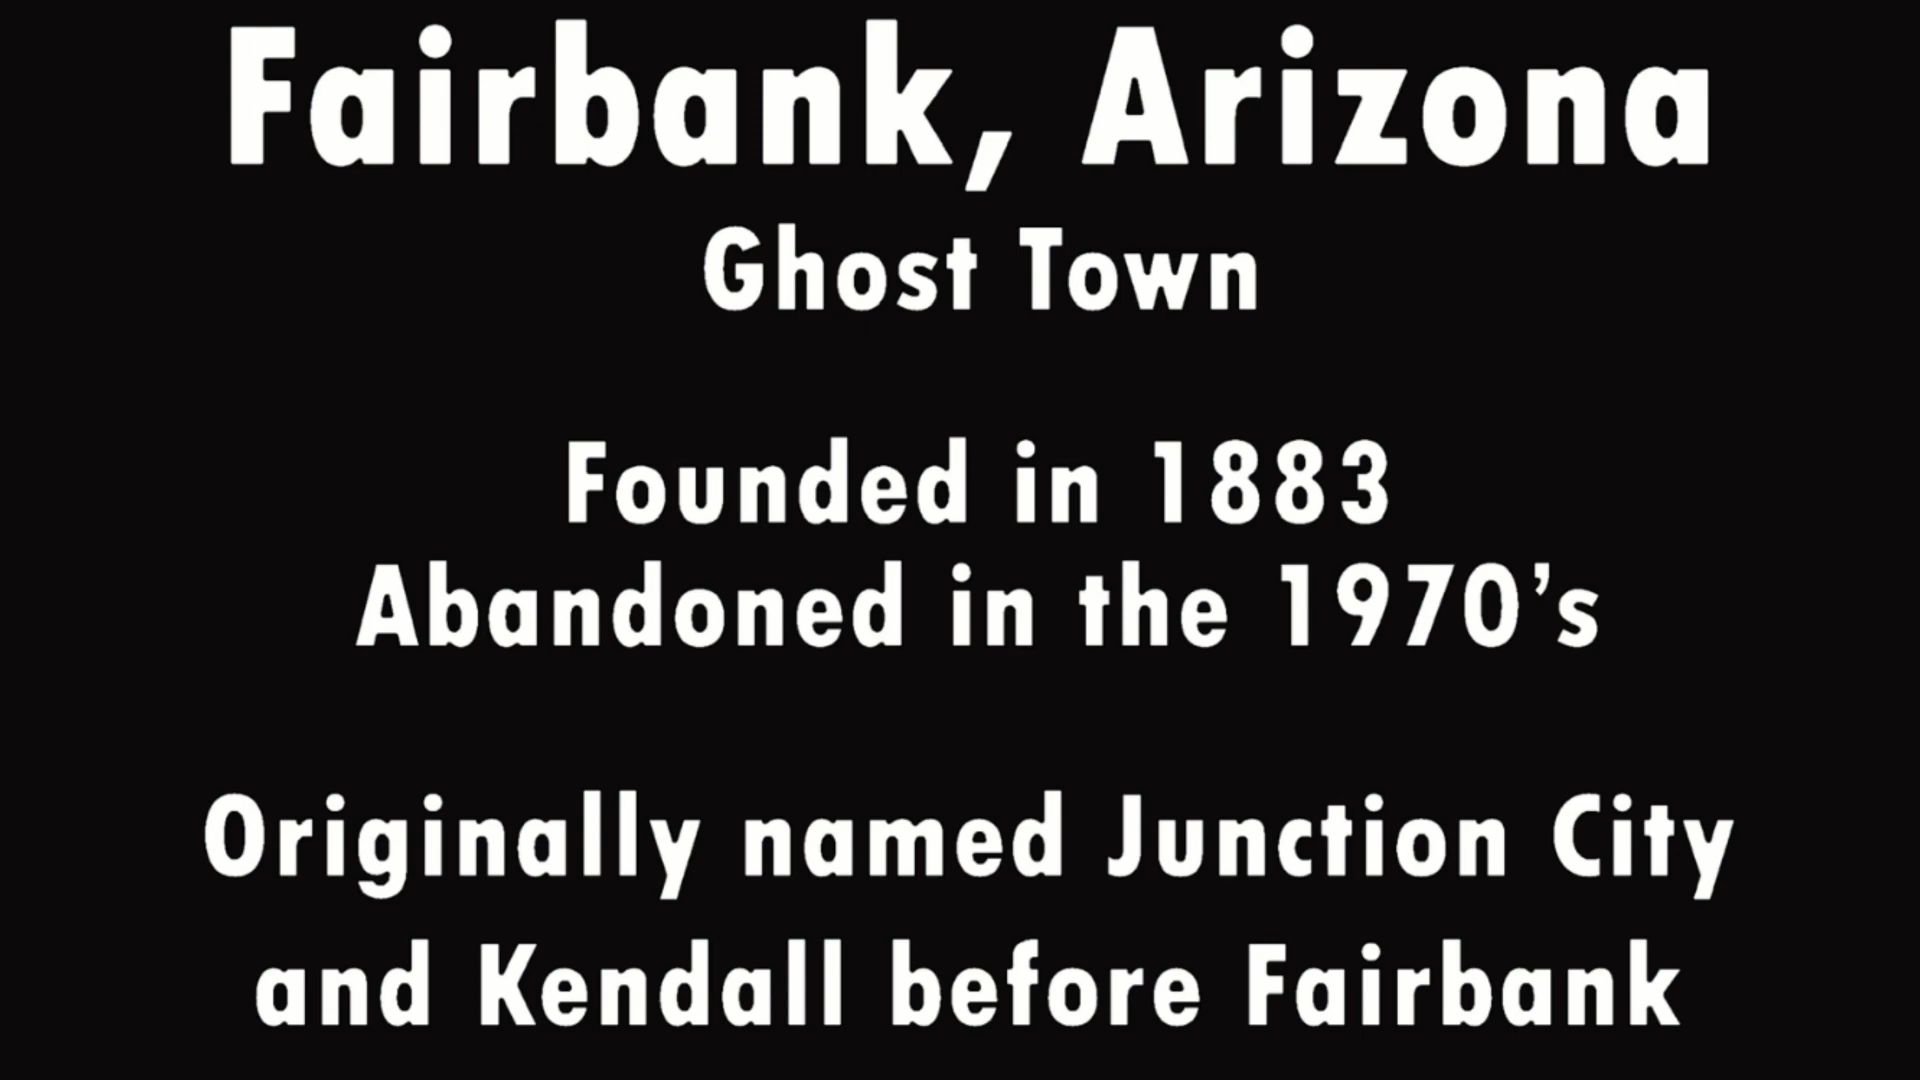 Fairbank, Arizona
Ghost Town
Founded in 1883
Abandoned in the 1970’s
Originally named Junction City
and Kendall before Fairbank